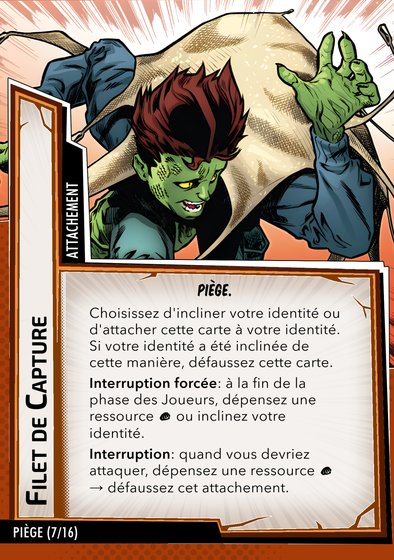 ATTACHEMENT
FILET DE CAPTURE
PIÈGE.
Choisissez d'incliner votre identité ou
d'attacher cette carte à votre identité.
Si votre identité a été inclinée de
cette manière, défaussez cette carte.
Interruption forcée: à la fin de la
phase des Joueurs, dépensez une
ressource ou inclinez votre
identité.
Interruption: quand vous devriez
attaquer, dépensez une ressource
→ défaussez cet attachement.
PIÈGE (7/16)